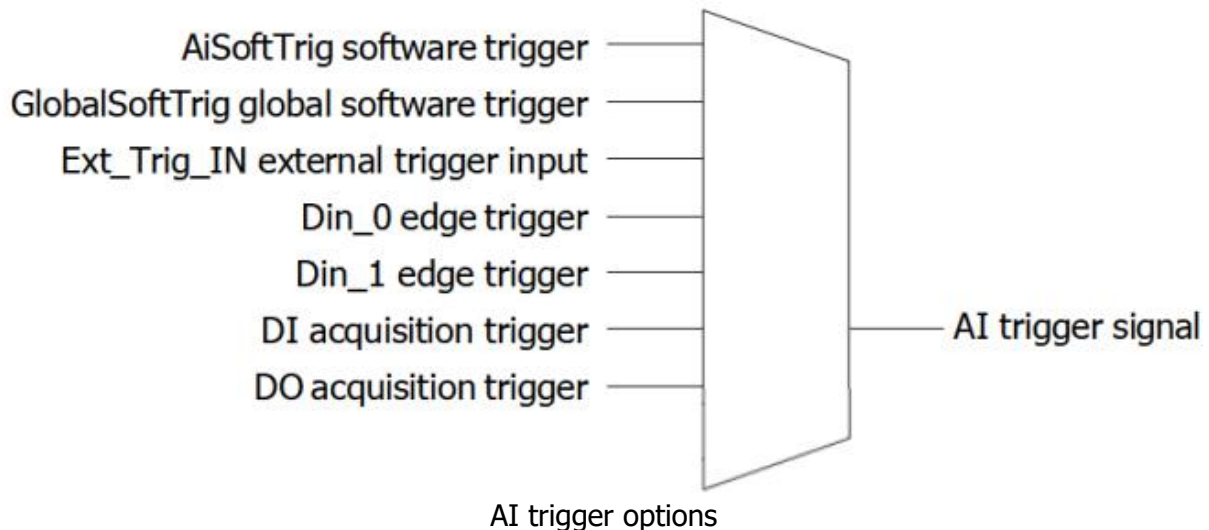 AiSoftTrig software trigger
GlobalSoftTrig global software trigger
Ext_Trig_IN external trigger input
Din_0 edge trigger
Din_1 edge trigger
DI acquisition trigger
DO acquisition trigger
AI trigger signal
AI trigger options